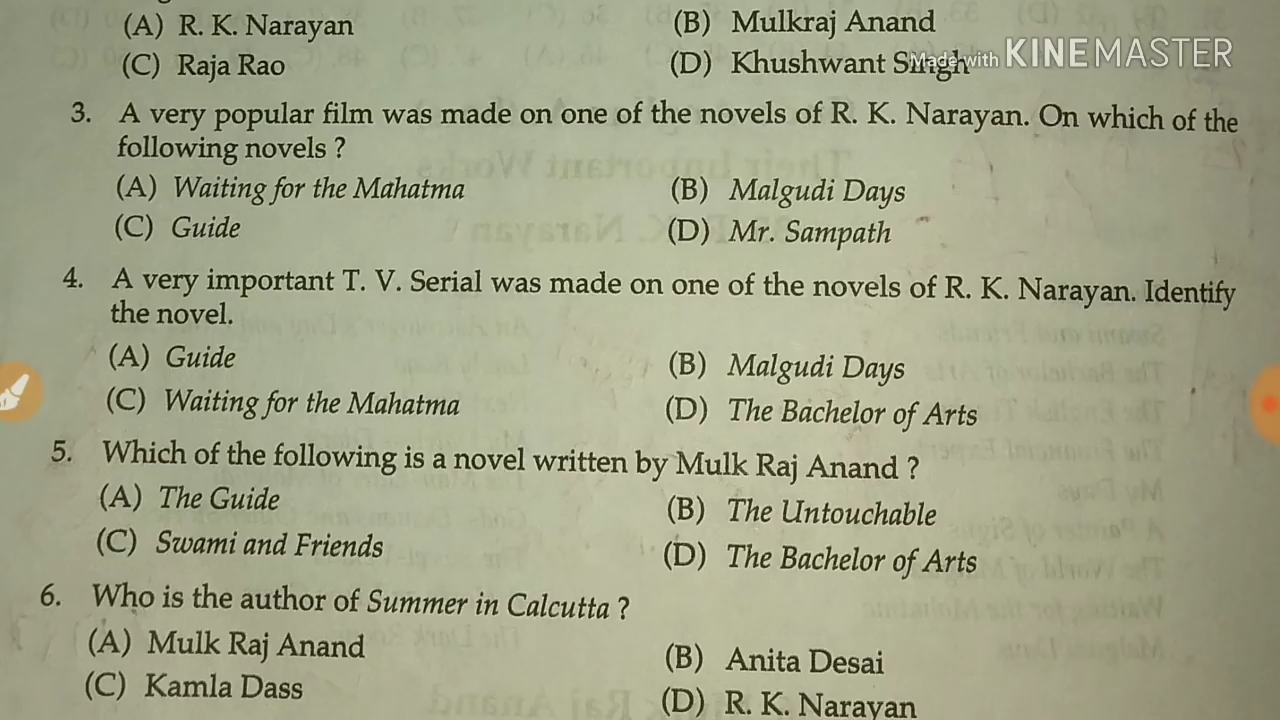 (A) R. K. Narayan (B) Mulkraj Anand
(C) Raja Rao (D) Khushwant Singh
Made with KINEMASTER
3. A very popular film was made on one of the novels of R. K. Narayan. On which of the
following novels ?
(A) Waiting for the Mahatma (B) Malgudi Days
(C) Guide (D) Mr. Sampath
4. A very important T. V. Serial was made on one of the novels of R. K. Narayan. Identify
the novel.
(A) Guide (B) Malgudi Days
(C) Waiting for the Mahatma (D) The Bachelor of Arts
5. Which of the following is a novel written by Mulk Raj Anand ?
(A) The Guide (B) The Untouchable
(C) Swami and Friends (D) The Bachelor of Arts
6. Who is the author of Summer in Calcutta ?
(A) Mulk Raj Anand (B) Anita Desai
(C) Kamla Dass (D) R. K. Narayan